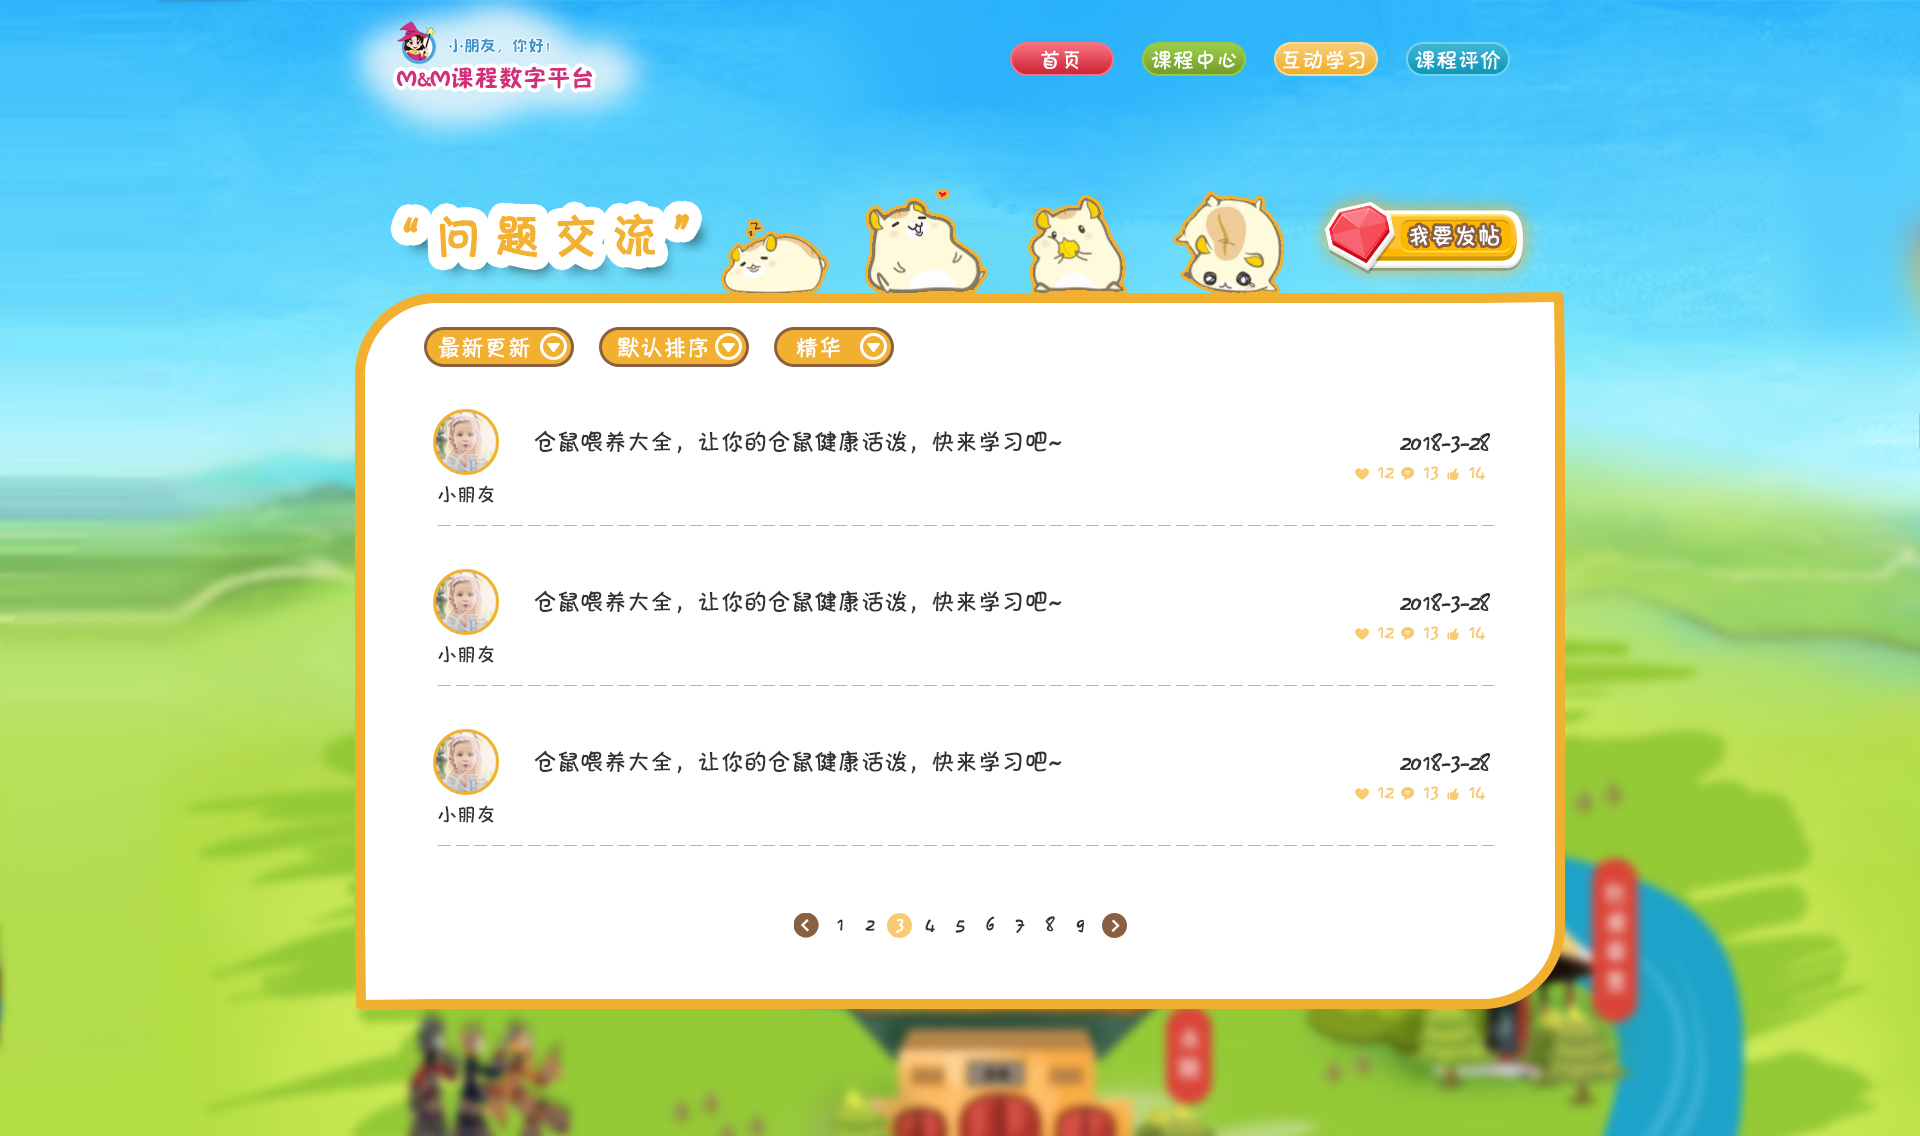 小朋友，你好！
M&M课程数字平台
首页
课程中心
互动学习
课程评价
“问题交流”
我要发帖
最新更新
默认排序
精华
仓鼠喂养大全，让你的仓鼠健康活泼，快来学习吧~
2018-3-28
12 13 14
小朋友
仓鼠喂养大全，让你的仓鼠健康活泼，快来学习吧~
2018-3-28
12 13 14
小朋友
仓鼠喂养大全，让你的仓鼠健康活泼，快来学习吧~
2018-3-28
12 13 14
小朋友
1 2 3 4 5 6 7 8 9